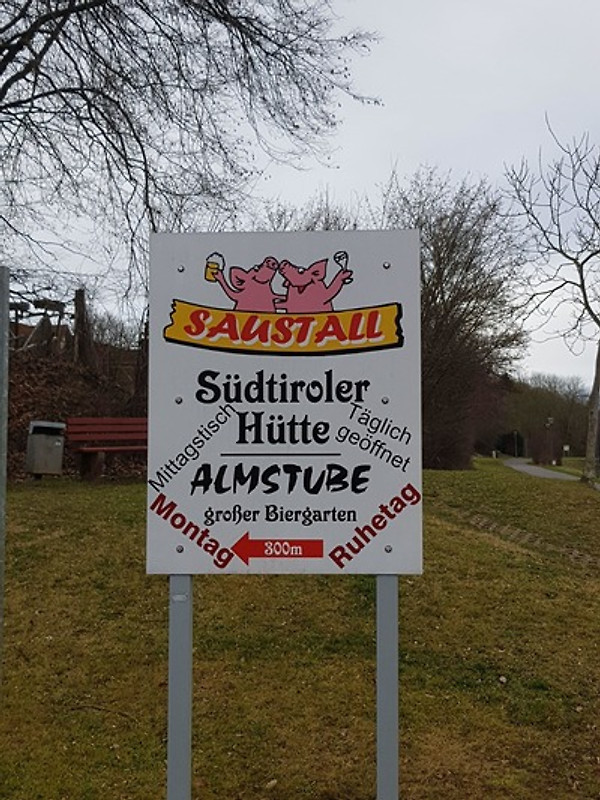 SAUSTALL
Südtiroler
Hütte
Mittagstisch
Täglich
geöffnet
ALMSTUBE
großer Biergarten
Montag
300m
Ruhetag